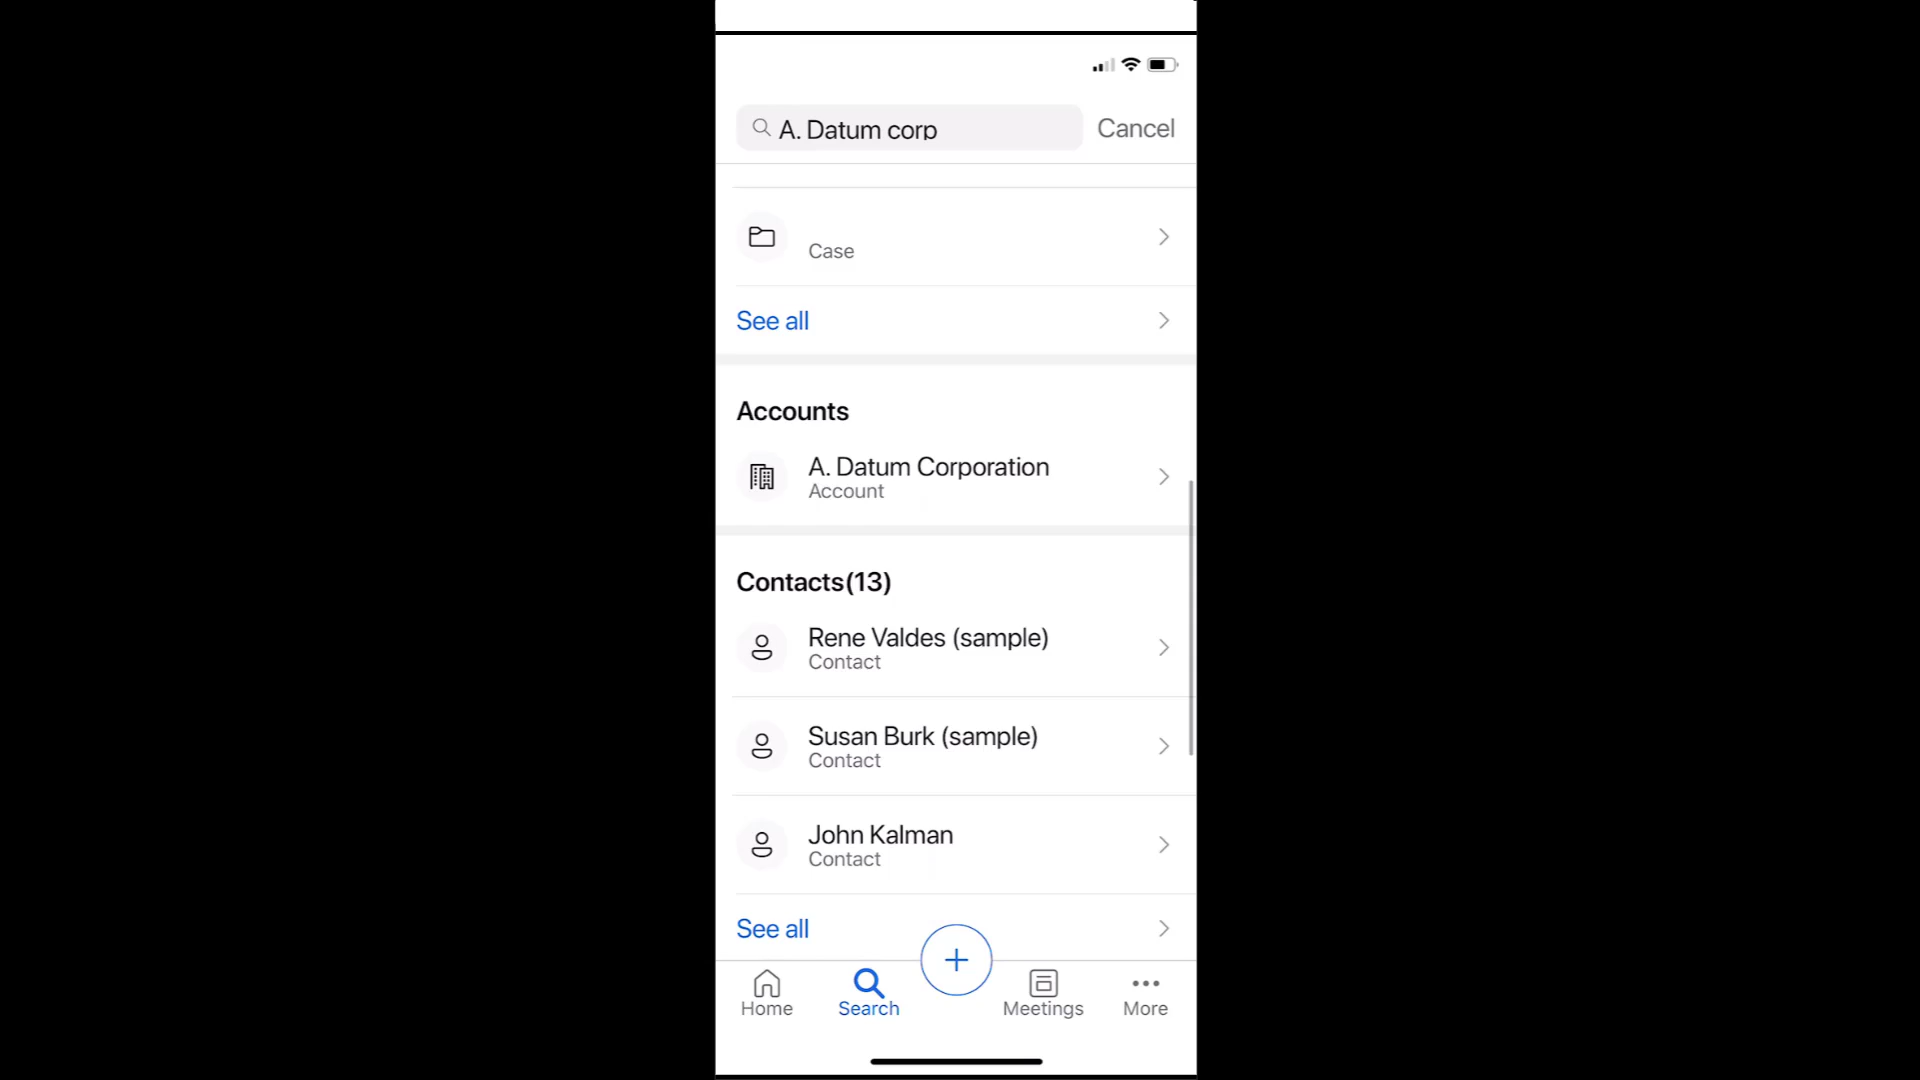 A. Datum corp
Cancel
Case
See all
Accounts
A. Datum Corporation
Account
Contacts(13)
Rene Valdes (sample)
Contact
Susan Burk (sample)
Contact
John Kalman
Contact
See all
Home
Search
Meetings
More